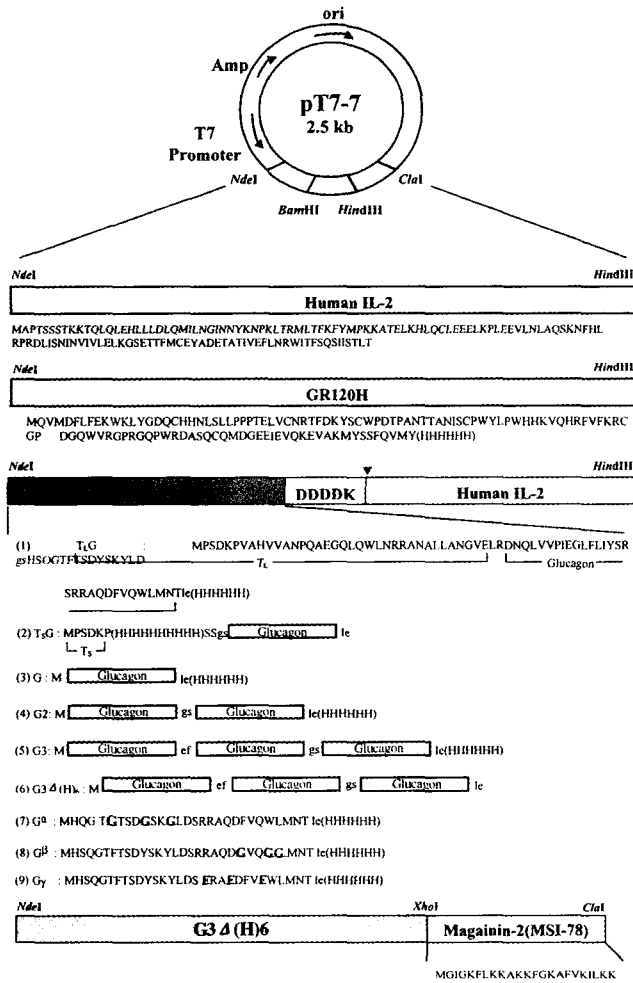 ori
Amp
pT7-7
2.5 kb
T7
Promoter
NdeI
ClaI
BamHI HindIII
NdeI HindIII
Human IL-2
MAPTSSSTKKTQLQLEHLLLDLQMILNGINNYKNPKLTRMLTFKFYMPKKATELKHLQCLEEELKPLEEVLNLAQSKNFHL
RPRDLISNINVIVLELKGSETTFMCEYADETATIVEFLNRWITFSQSIISTLT
NdeI HindIII
GR120H
MQVMDFLFEKWKLYGDQCHHNLSLLPPPTELVCNRTFDKYSCWPDTPANTTANISCPWYLPWHHKVQHRFVFKRC
GP DGQWVRGPRGQPWRDASQCQMDGEEIEVQKEVAKMYSSFQVMY(HHHHHH)
NdeI HindIII
DDDDK Human IL-2
(1) TLG : MPSDKPVAHVVANPQAEGQLQWLNRRANALLANGVELRDNQLVVPIEGLFLIYSR
gsHSQGTFTSDYSKYLD TL Glucagon
SRRAQDFVQWLMNTle(HHHHHH)
(2) TSG : MPSDKP(HHHHHHHHHH)SSgs Glucagon le
TS
(3) G : M Glucagon le(HHHHHH)
(4) G2 : M Glucagon gs Glucagon le(HHHHHH)
(5) G3 : M Glucagon ef Glucagon gs Glucagon le(HHHHHH)
(6) G3Δ(H)6 : M Glucagon ef Glucagon gs Glucagon le
(7) Gα : MHQG TGTSDGSKGLDSRRAQDFVQWLMNT le(HHHHHH)
(8) Gβ : MHSQGTFTSDYSKYLDSRRAQDGVQGGMNT le(HHHHHH)
(9) Gγ : MHSQGTFTSDYSKYLDS ERAEDFVEWLMNT le(HHHHHH)
NdeI XhoI ClaI
G3Δ(H)6 Magainin-2(MSI-78)
MGIGKFLKKAKKFGKAFVKILKK